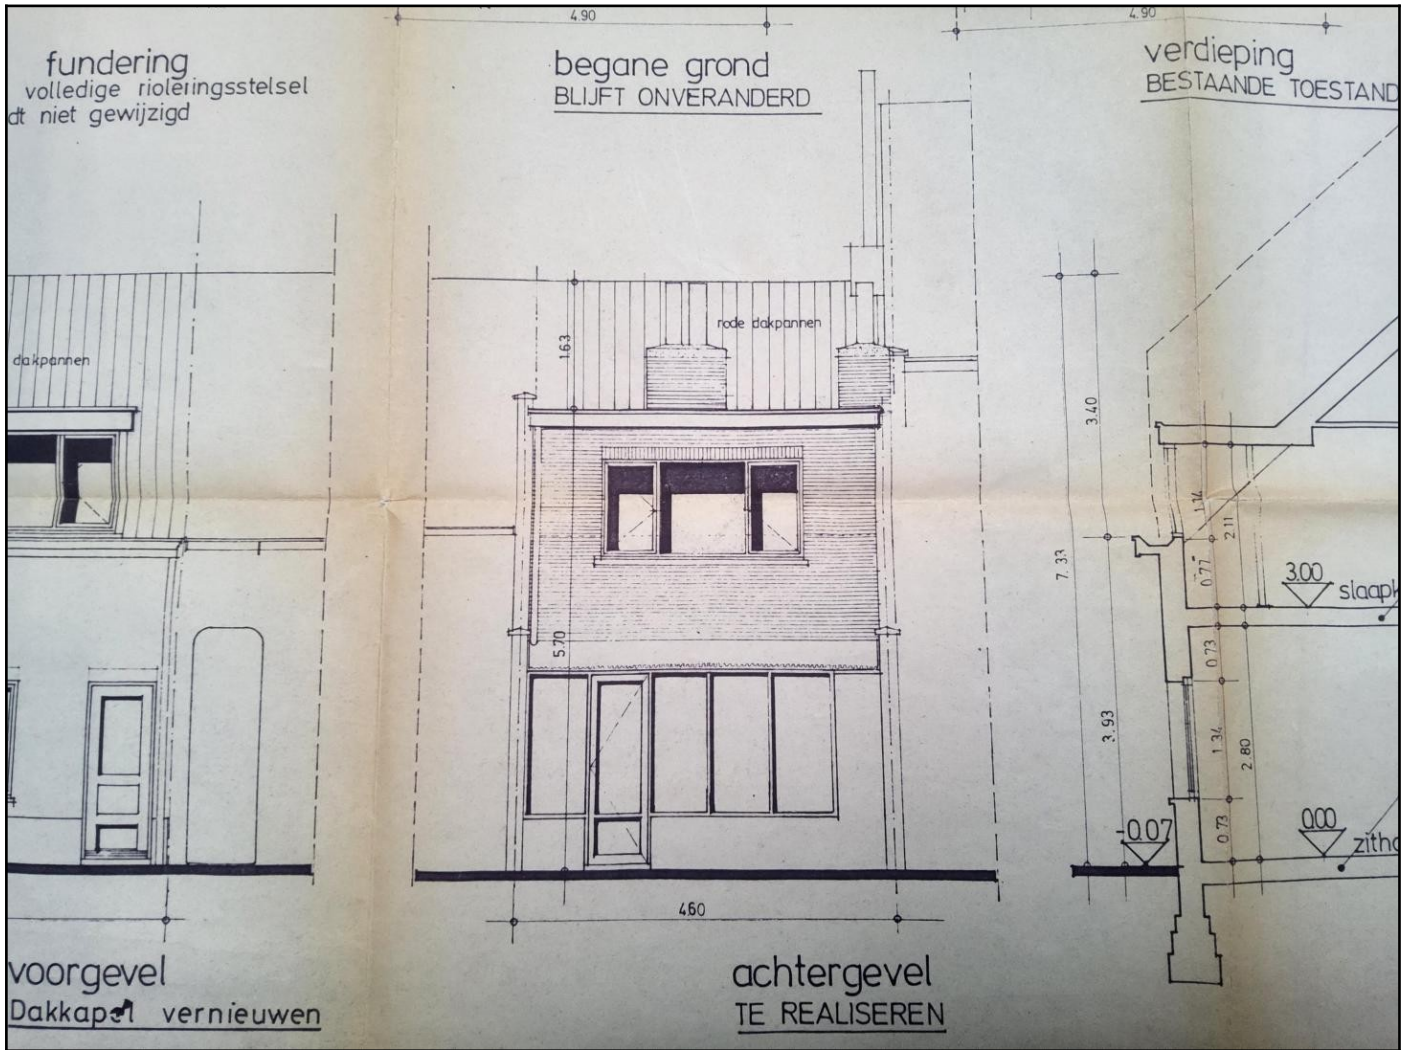 4.90
4.90
fundering
volledige rioleringsstelsel
dt niet gewijzigd
begane grond
BLIJFT ONVERANDERD
verdieping
BESTAANDE TOESTAND
rode dakpannen
dakpannen
1.63
3.40
1.14
2.11
7.33
0.77
3.00
slaapk
5.70
0.73
3.93
1.34
2.80
-0.07
0.73
0.00
zith
4.60
voorgevel
Dakkapel vernieuwen
achtergevel
TE REALISEREN